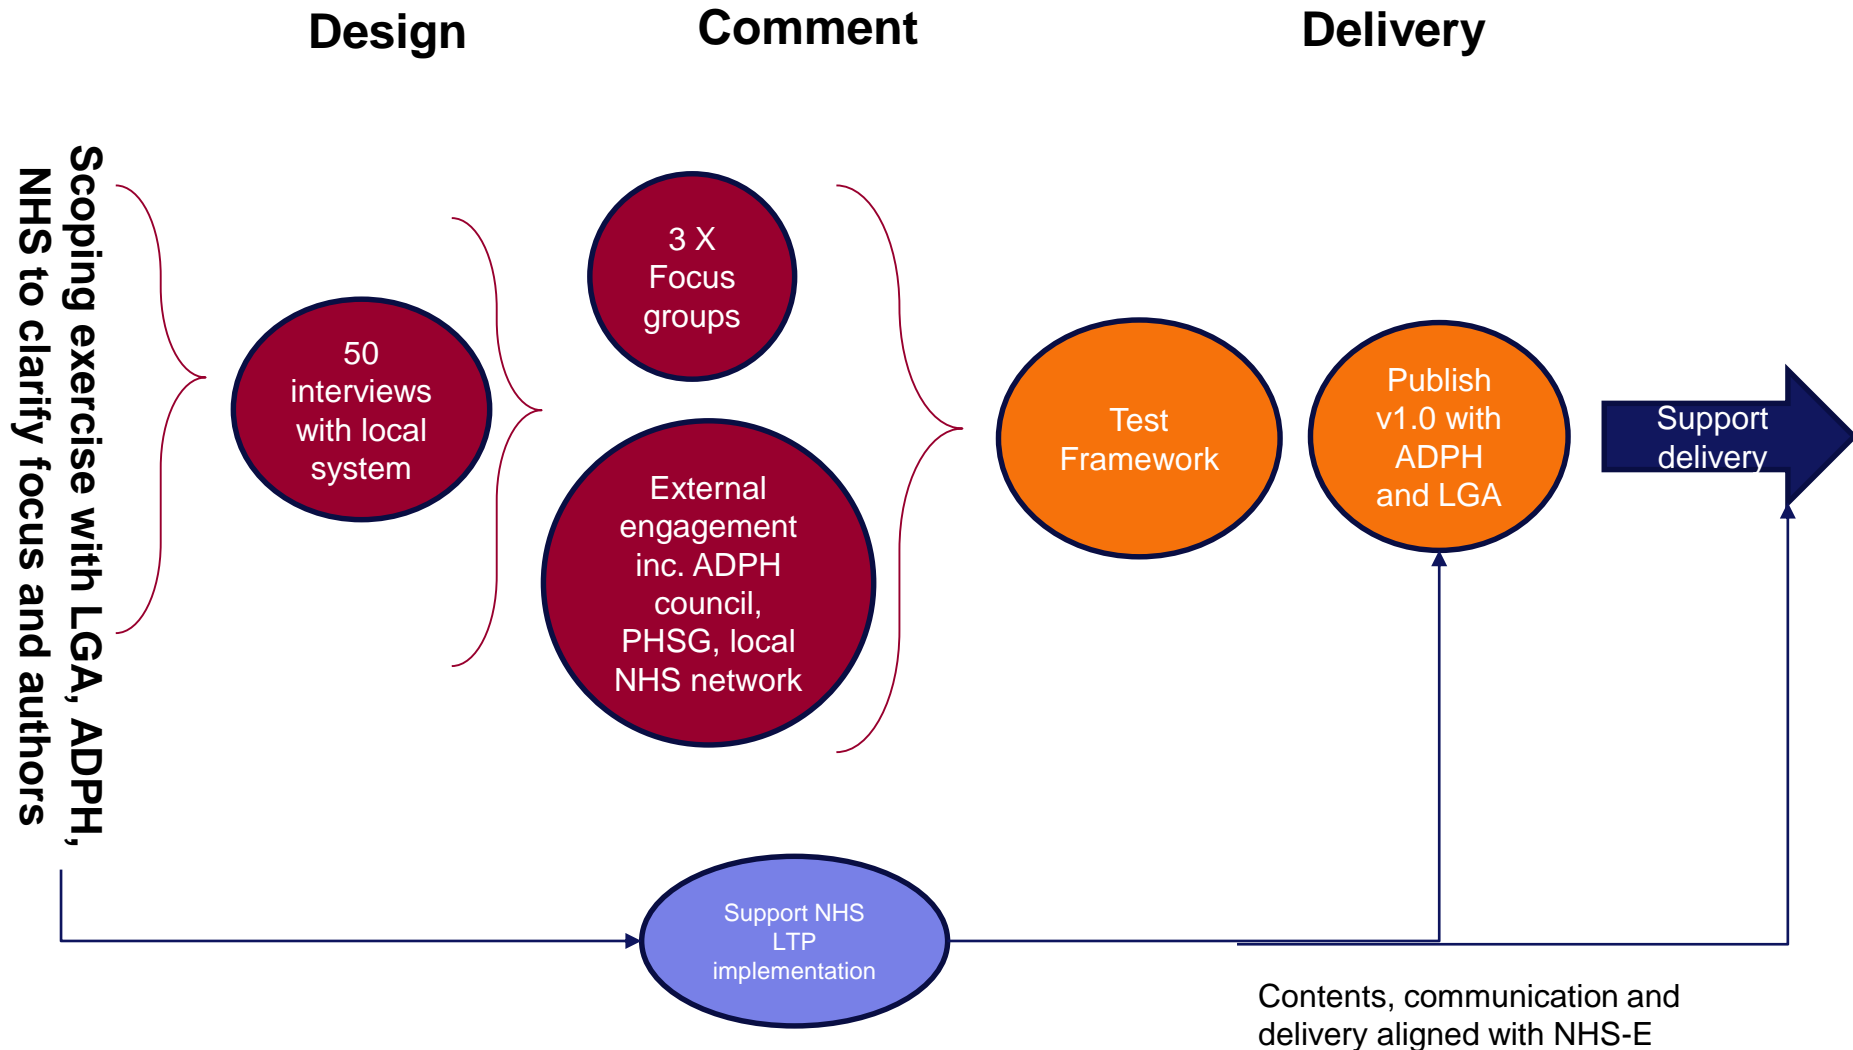 Design
Comment
Delivery
Scoping exercise with LGA, ADPH,
NHS to clarify focus and authors
50
interviews
with local
system
3 X
Focus
groups
External
engagement
inc. ADPH
council,
PHSG, local
NHS network
Test
Framework
Publish
v1.0 with
ADPH
and LGA
Support
delivery
Support NHS
LTP
implementation
Contents, communication and
delivery aligned with NHS-E